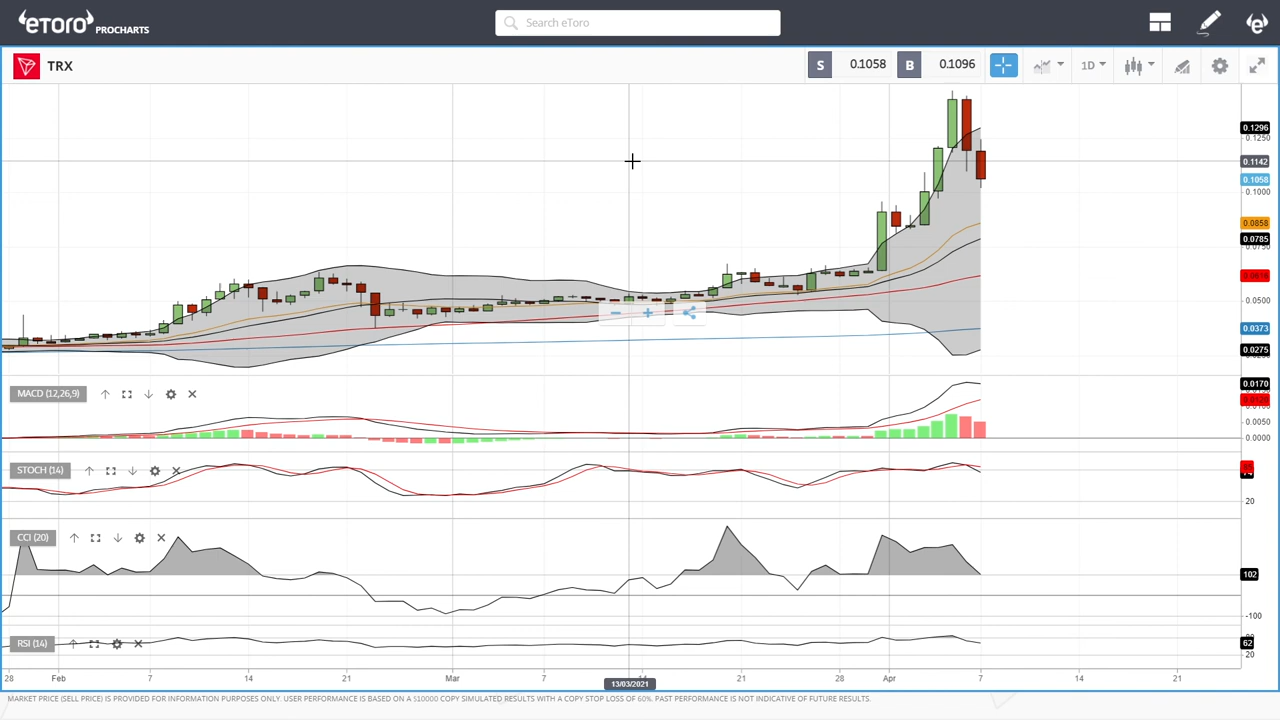 eToro PROCHARTS
Search eToro
TRX
S 0.1058 B 0.1096
1D
0.1296
0.1250
0.1142
0.1058
0.1000
0.0858
0.0785
0.0500
0.0373
0.0275
MACD (12,26,9)
0.0170
0.0050
0.0000
STOCH (14)
20
CCI (20)
102
-100
RSI (14)
62
20
28 Feb 7 14 21 Mar 7 14 21 28 Apr 7 14 21
13/03/2021
MARKET PRICE (SELL PRICE) IS PROVIDED FOR INFORMATION PURPOSES ONLY. USER PERFORMANCE IS BASED ON A $10000 COPY SIMULATED RESULTS WITH A COPY STOP LOSS OF 60%. PAST PERFORMANCE IS NOT INDICATIVE OF FUTURE RESULTS.